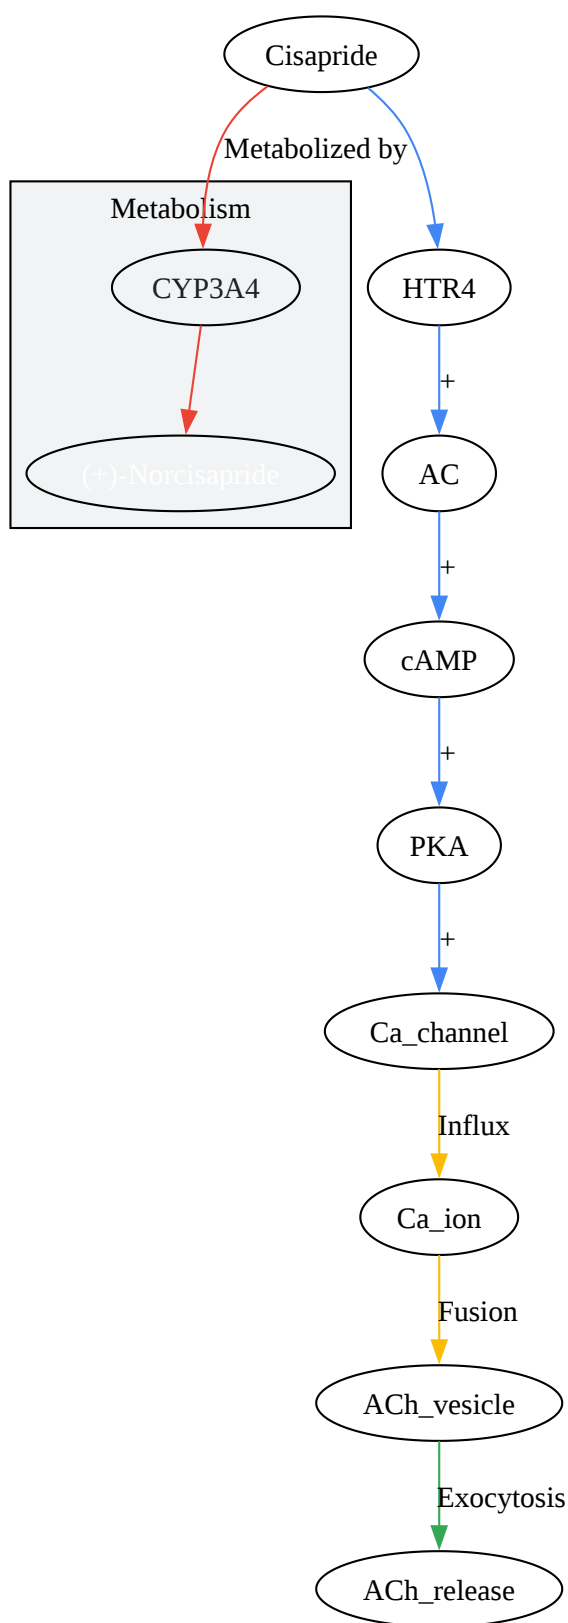 Cisapride
Metabolized by
Metabolism
CYP3A4
HTR4
+
(+)-Norcisapride
AC
+
cAMP
+
PKA
+
Ca_channel
Influx
Ca_ion
Fusion
ACh_vesicle
Exocytosis
ACh_release